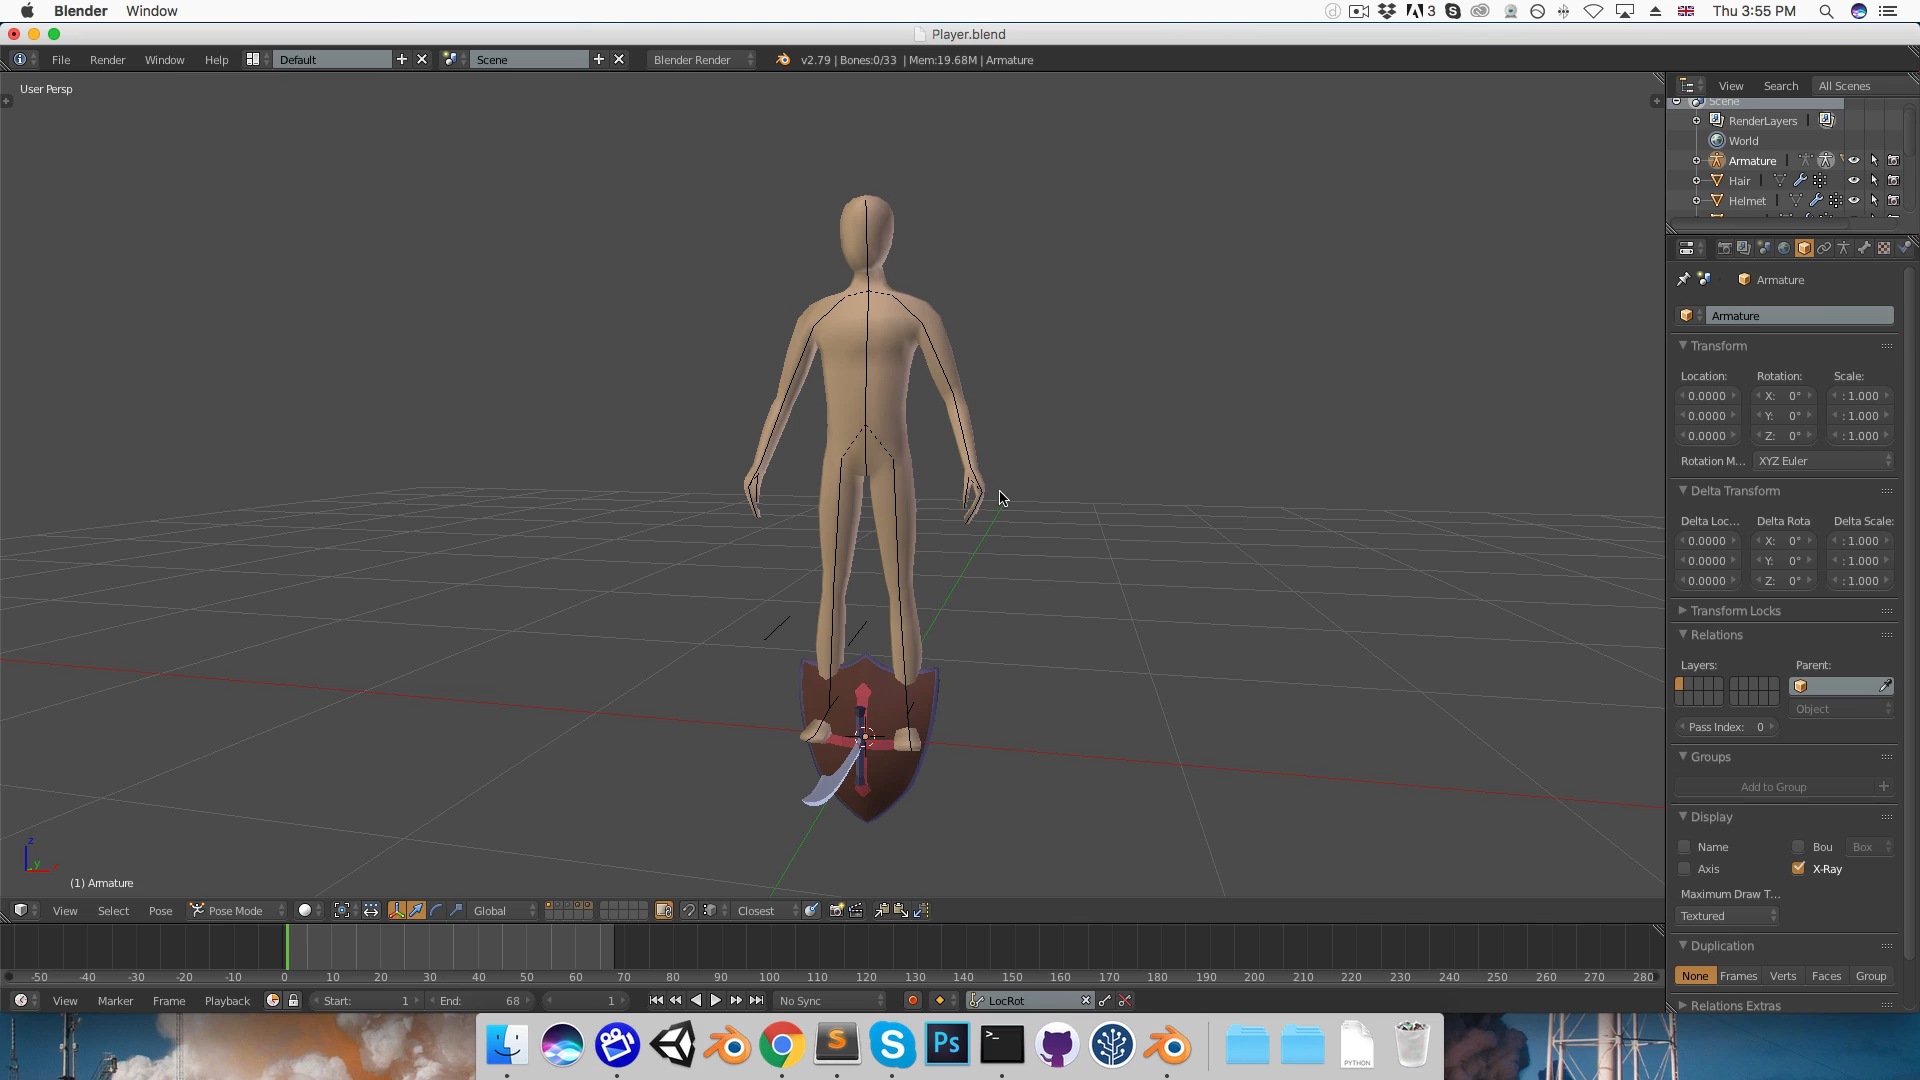 Blender Window 3 Thu 3:55 PM
Player.blend
File Render Window Help Default Scene Blender Render v2.79 | Bones:0/33 | Mem:19.68M | Armature
User Persp
View Search All Scenes
Scene
RenderLayers
World
Armature
Hair
Helmet
Armature
Armature
Transform
Location: Rotation: Scale:
0.0000 X: 0° : 1.000
0.0000 Y: 0° : 1.000
0.0000 Z: 0° : 1.000
Rotation M... XYZ Euler
Delta Transform
Delta Loc... Delta Rota Delta Scale:
0.0000 X: 0° : 1.000
0.0000 Y: 0° : 1.000
0.0000 Z: 0° : 1.000
Transform Locks
Relations
Layers: Parent:
Object
Pass Index: 0
Groups
Add to Group
Display
Name Bou Box
Axis X-Ray
Maximum Draw T...
Textured
Duplication
None Frames Verts Faces Group
Relations Extras
z
y
x
(1) Armature
View Select Pose Pose Mode Global Closest
-50 -40 -30 -20 -10 0 10 20 30 40 50 60 70 80 90 100 110 120 130 140 150 160 170 180 190 200 210 220 230 240 250 260 270 280
View Marker Frame Playback Start: 1 End: 68 1 No Sync LocRot
S S Ps >_ PYTHON